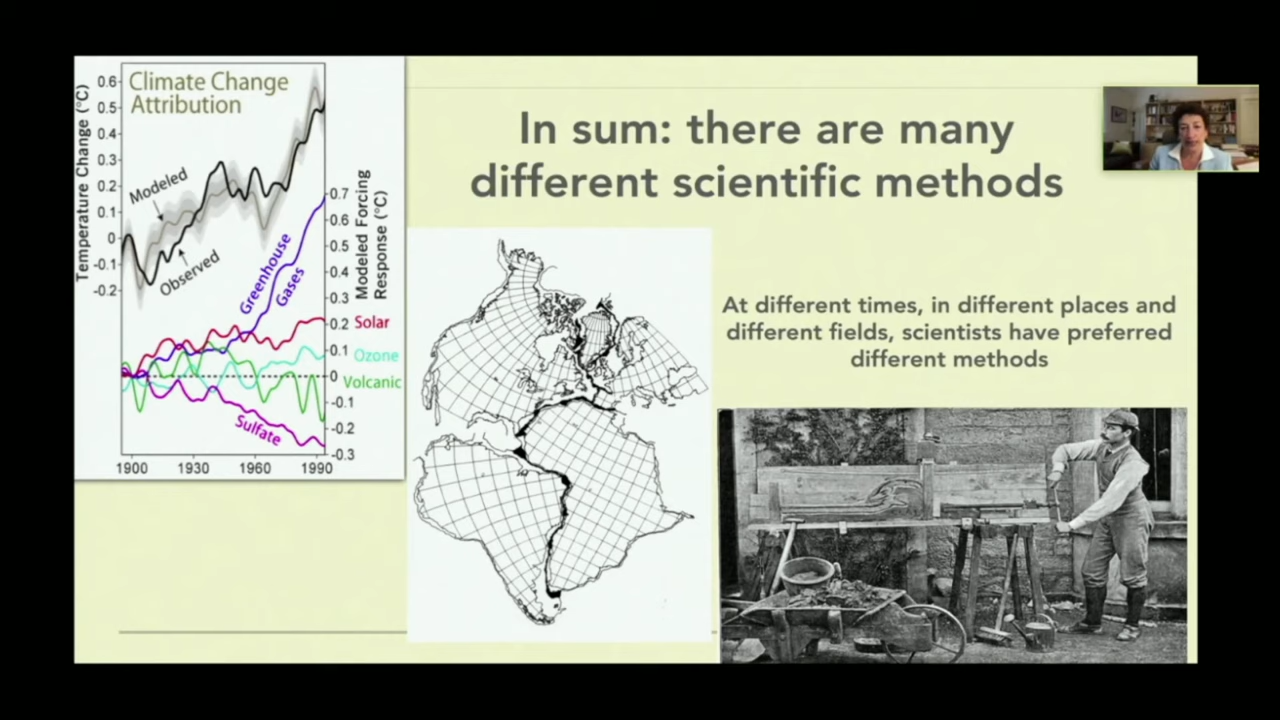 Climate Change
Attribution
Temperature Change (°C)
0.6
0.5
0.4
0.3
0.2
0.1
0
-0.1
-0.2
Modeled
Observed
Greenhouse
Gases
Sulfate
Modeled Forcing
Response (°C)
0.7
0.6
0.5
0.4
0.3
0.2
0.1
0
-0.1
-0.2
-0.3
Solar
Ozone
Volcanic
1900 1930 1960 1990
In sum: there are many
different scientific methods
At different times, in different places and
different fields, scientists have preferred
different methods